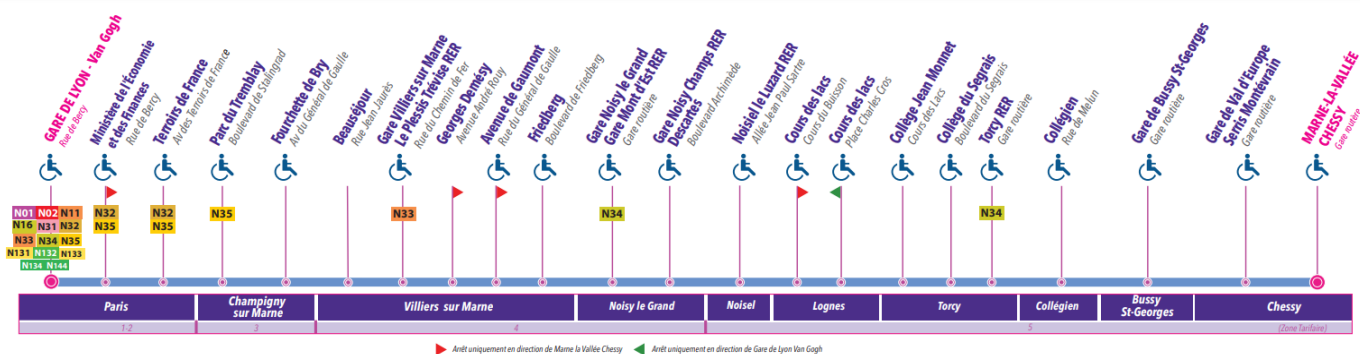 GARE DE LYON - Van Gogh
Rue de Bercy
Ministère de l'Économie
et des Finances
Rue de Bercy
Terroirs de France
Av des Terroirs de France
Parc du Tremblay
Boulevard de Stalingrad
Fourchette de Bry
Av du Général de Gaulle
Beauséjour
Rue Jean Jaurès
Gare Villiers sur Marne
Le Plessis Trévise RER
Rue du Chemin de Fer
Georges Demésy
Avenue André Rouy
Avenue de Gaumont
Rue du Général de Gaulle
Friedberg
Boulevard de Friedberg
Gare Noisy le Grand
Gare Mont d'Est RER
Gare routière
Gare Noisy Champs RER
Descartes
Boulevard Archimède
Noisiel le Luzard RER
Allée Jean Paul Sartre
Cours des lacs
Cours du Buisson
Cours des lacs
Place Charles Cros
Collège Jean Monnet
Cours des Lacs
Collège du Segrais
Boulevard du Segrais
Torcy RER
Gare routière
Collégien
Rue de Melun
Gare de Bussy St-Georges
Gare routière
Gare de Val d'Europe
Serris Montévrain
Gare routière
MARNE-LA-VALLÉE
CHESSY
Gare routière
N01 N02 N11
N16 N31 N32
N33 N34 N35
N131 N132 N133
N134 N144
N32
N35
N32
N35
N35
N33
N34
N34
Paris
Champigny
sur Marne
Villiers sur Marne
Noisy le Grand
Noisel
Lognes
Torcy
Collégien
Bussy
St-Georges
Chessy
1-2
3
4
5
(Zone Tarifaire)
Arrêt uniquement en direction de Marne la Vallée Chessy
Arrêt uniquement en direction de Gare de Lyon Van Gogh